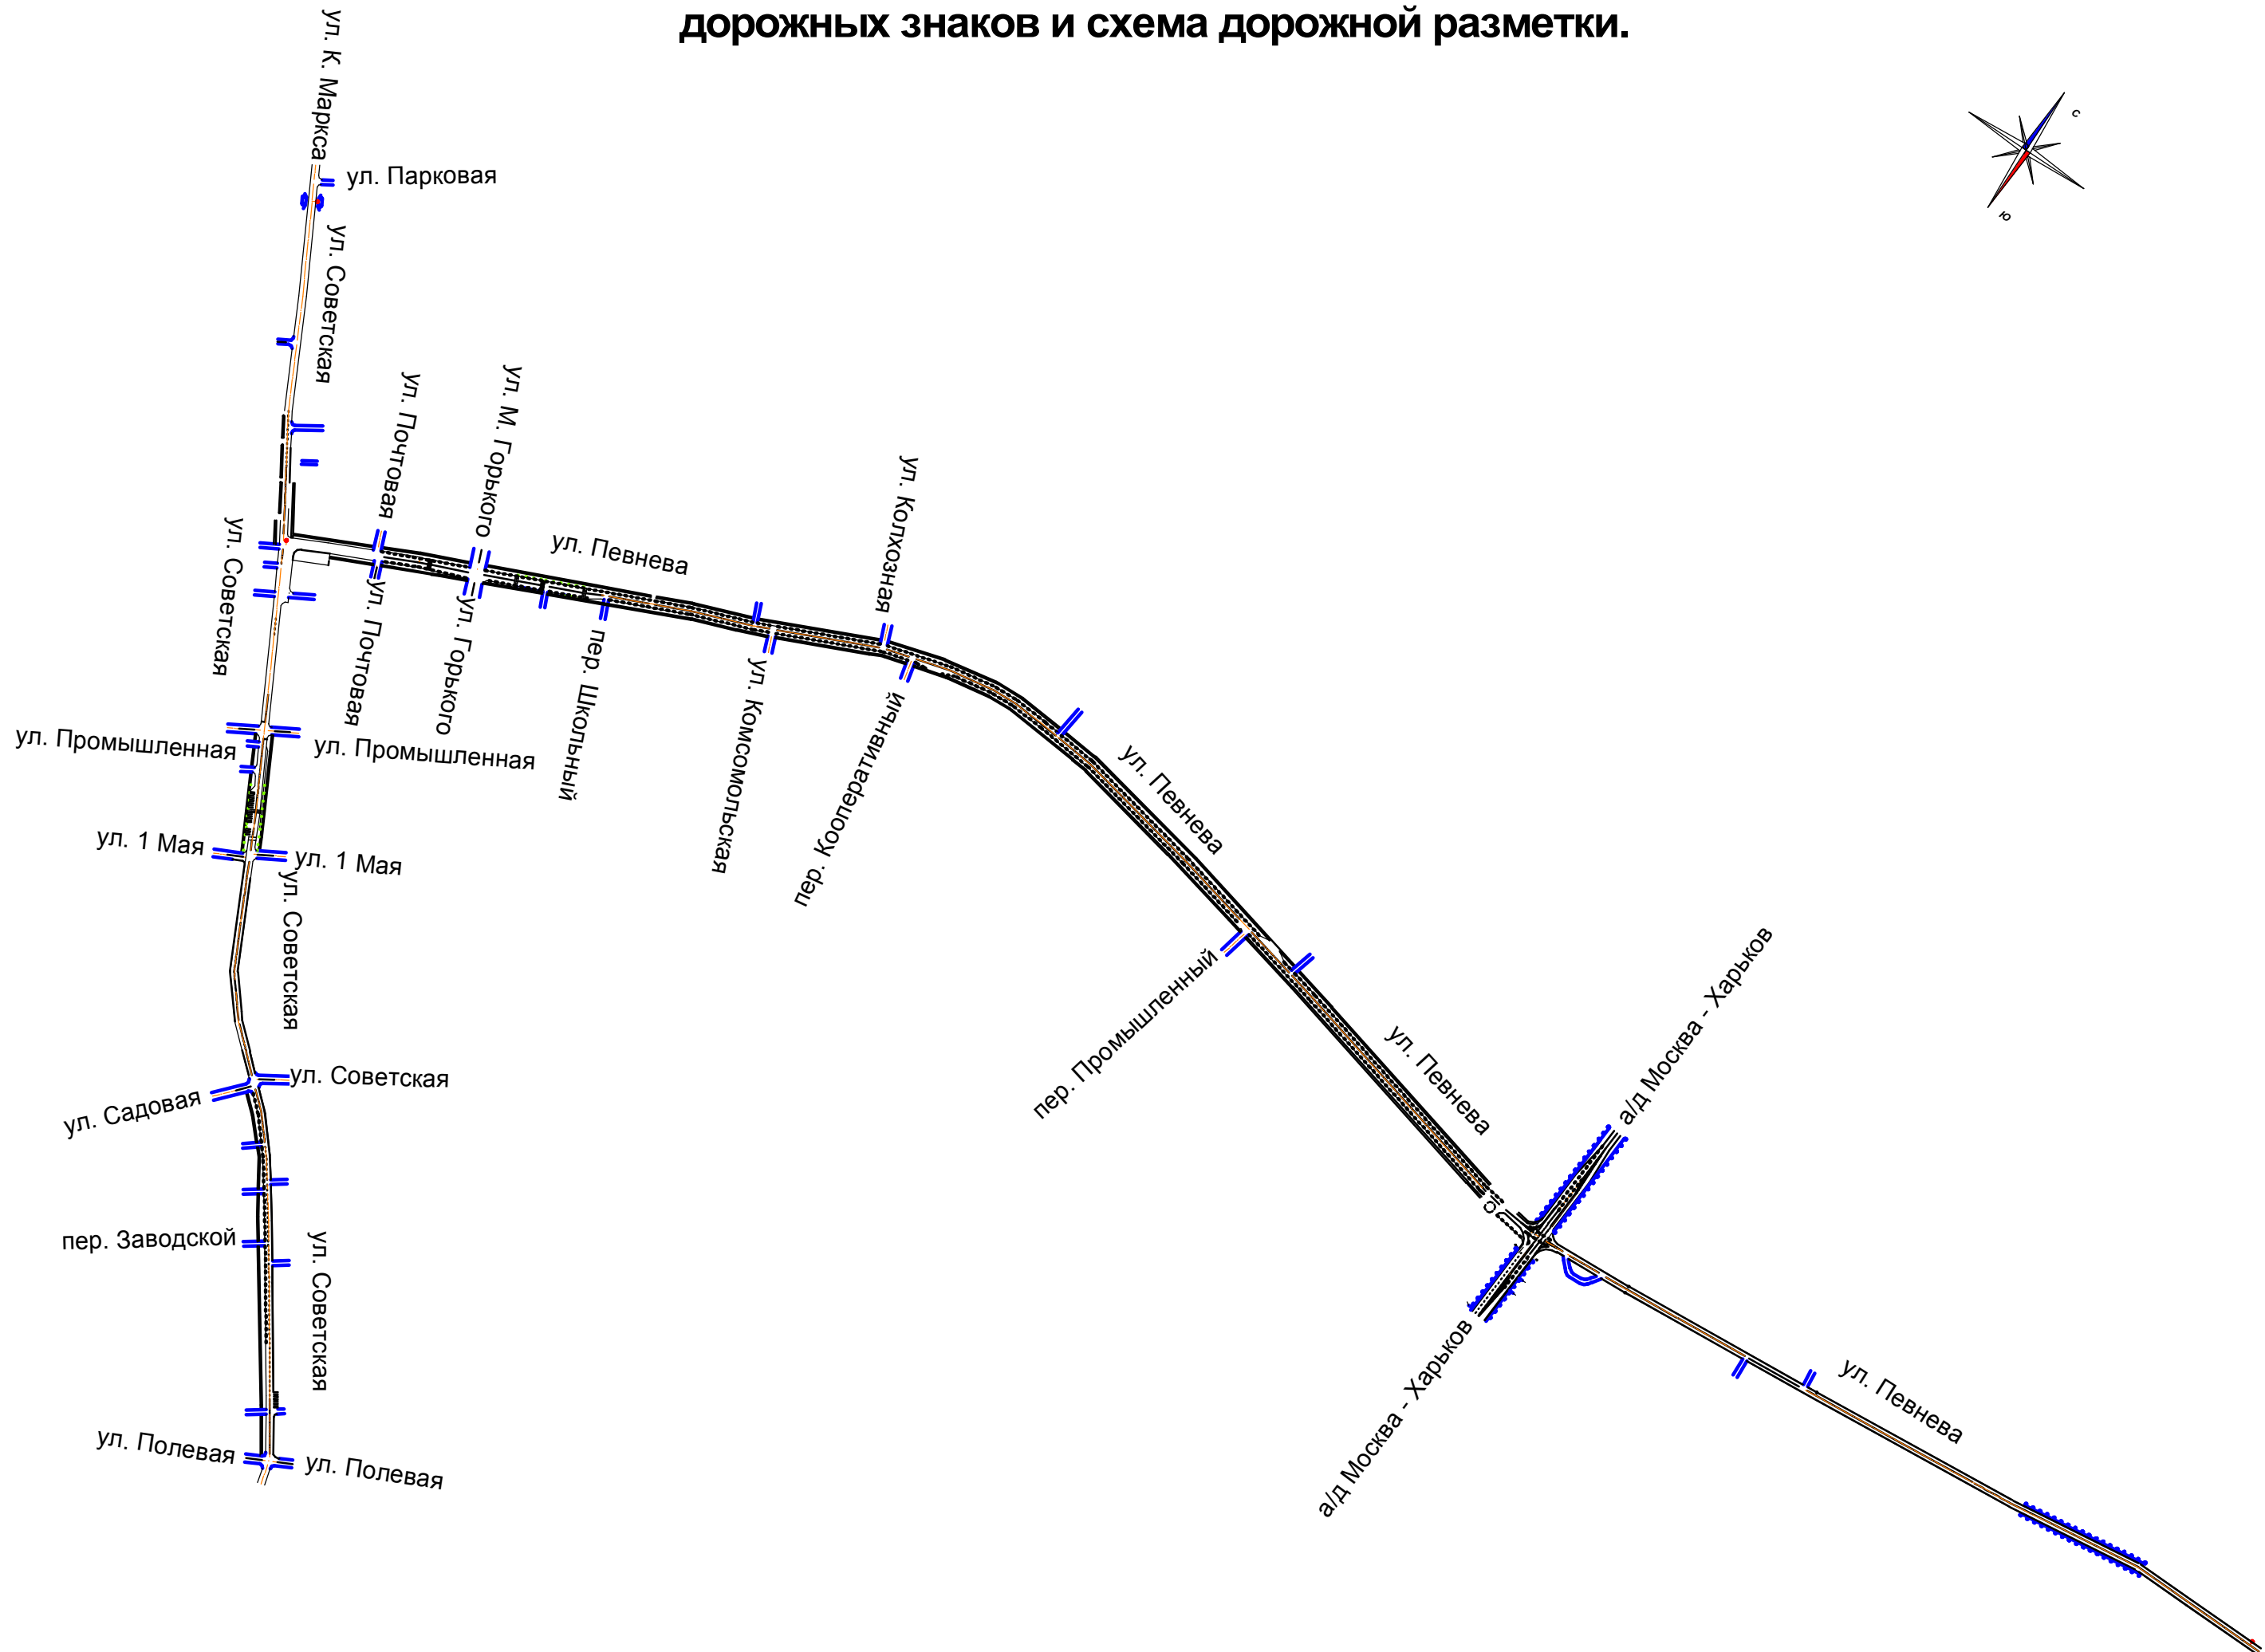 дорожных знаков и схема дорожной разметки.
ул. К. Маркса
с
ю
ул. Парковая
ул. Советская
ул. Почтовая
ул. М. Горького
ул. Певнева
ул. Колхозная
ул. Советская
ул. Почтовая
ул. Горького
пер. Школьный
ул. Комсомольская
пер. Кооперативный
ул. Промышленная
ул. Промышленная
ул. Певнева
ул. 1 Мая
ул. 1 Мая
ул. Советская
пер. Промышленный
а/д Москва - Харьков
ул. Певнева
ул. Советская
ул. Садовая
пер. Заводской
ул. Советская
а/д Москва - Харьков
ул. Певнева
ул. Полевая
ул. Полевая